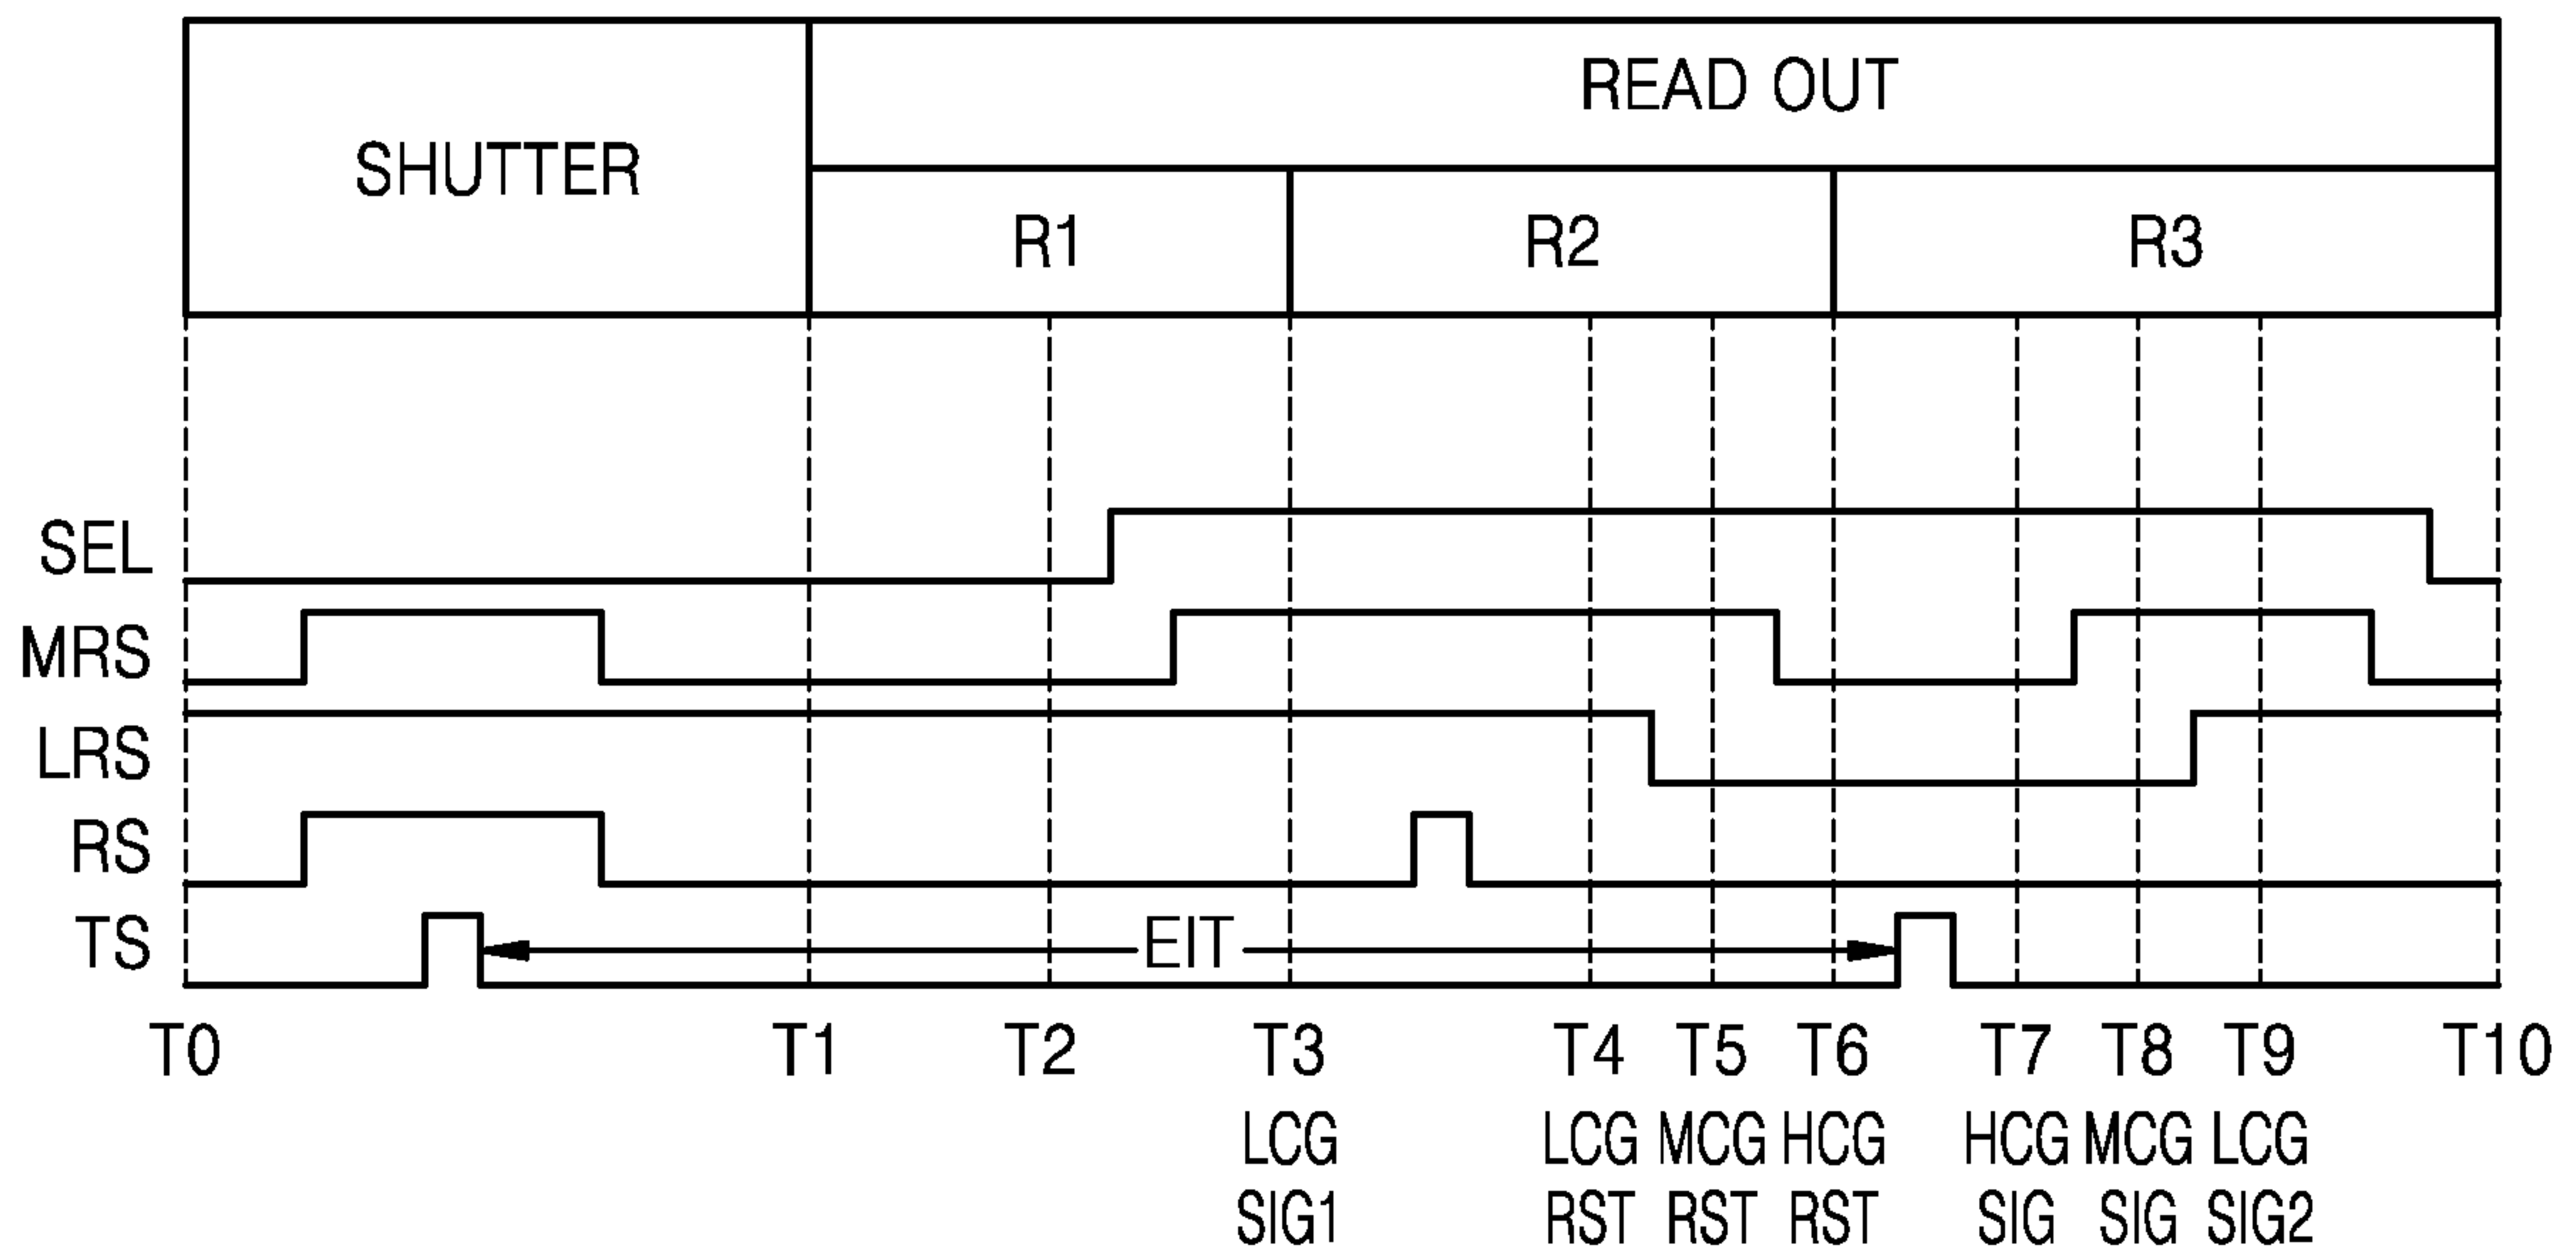 READ OUT
SHUTTER
R1 R2 R3
SEL
MRS
LRS
RS
TS EIT
T0 T1 T2 T3 T4 T5 T6 T7 T8 T9 T10
LCG LCG MCG HCG HCG MCG LCG
SIG1 RST RST RST SIG SIG SIG2